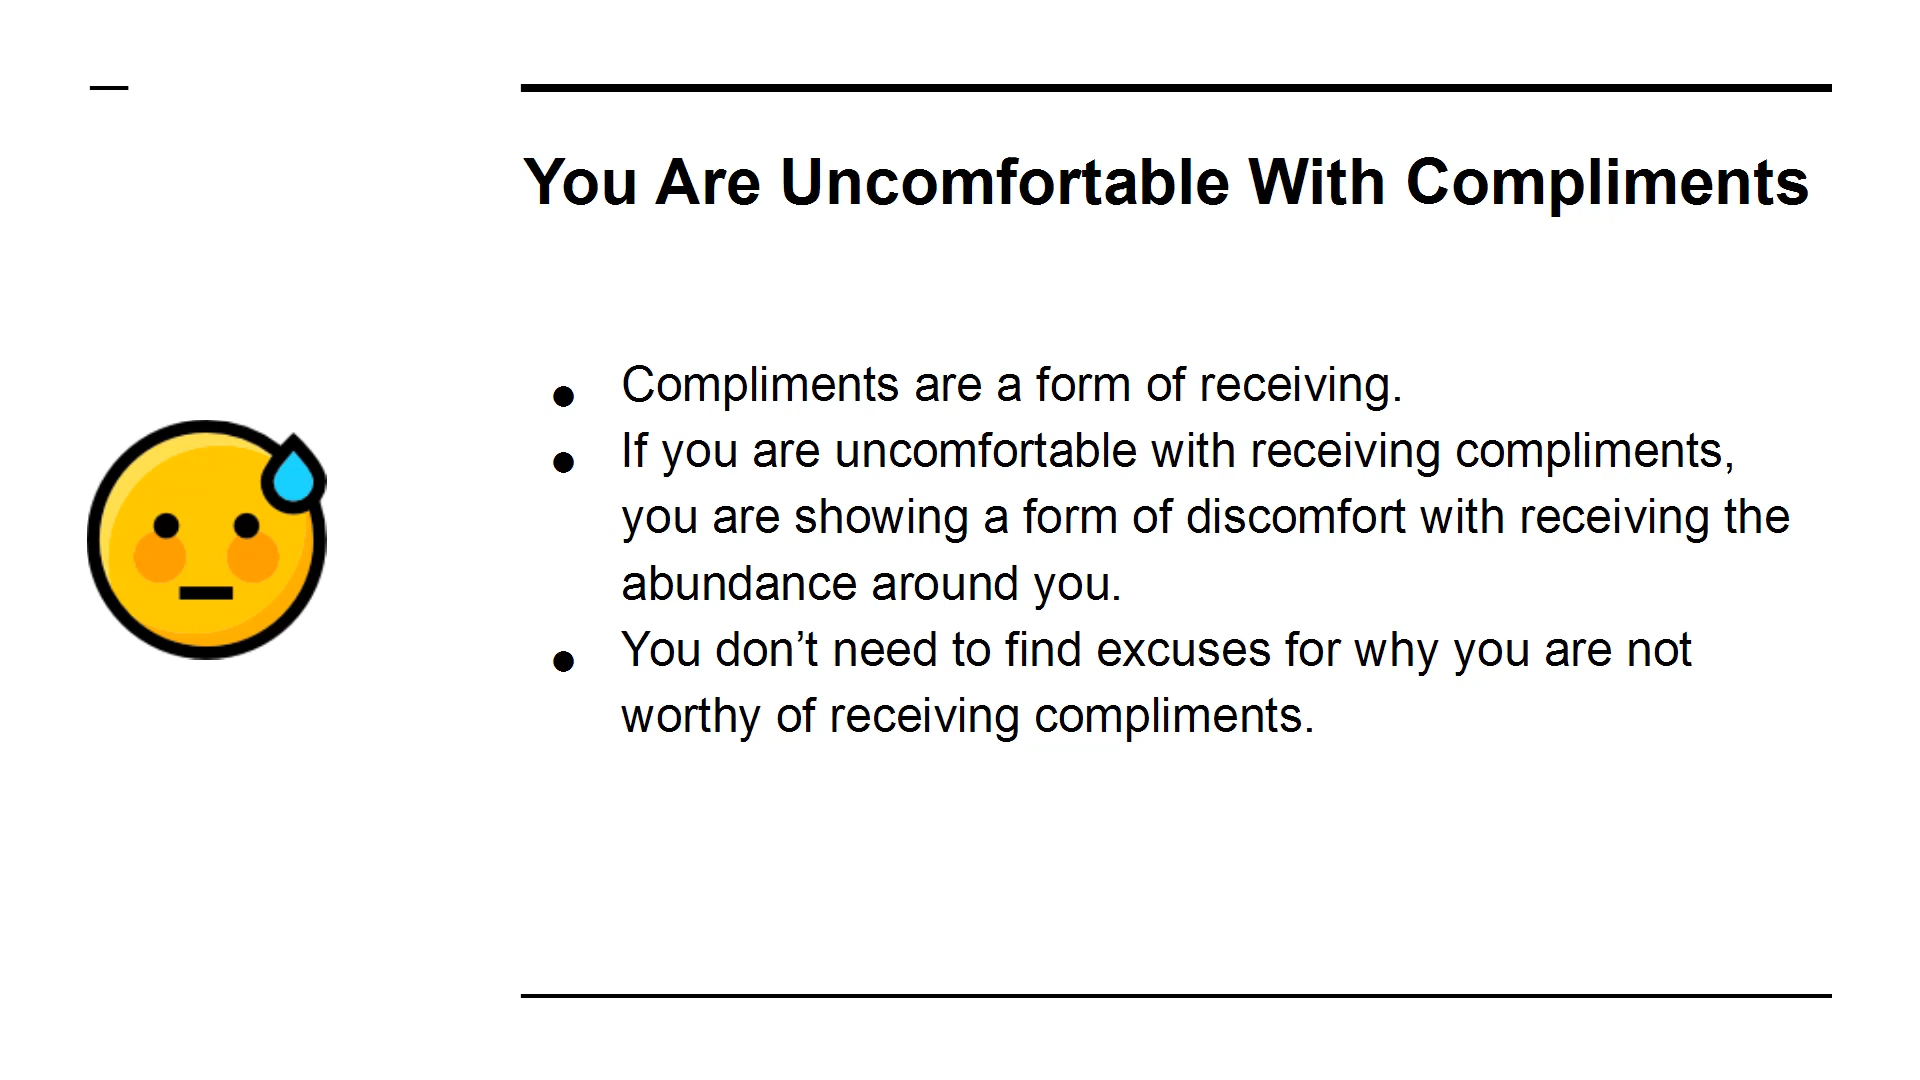 You Are Uncomfortable With Compliments
● Compliments are a form of receiving.
● If you are uncomfortable with receiving compliments,
you are showing a form of discomfort with receiving the
abundance around you.
● You don’t need to find excuses for why you are not
worthy of receiving compliments.